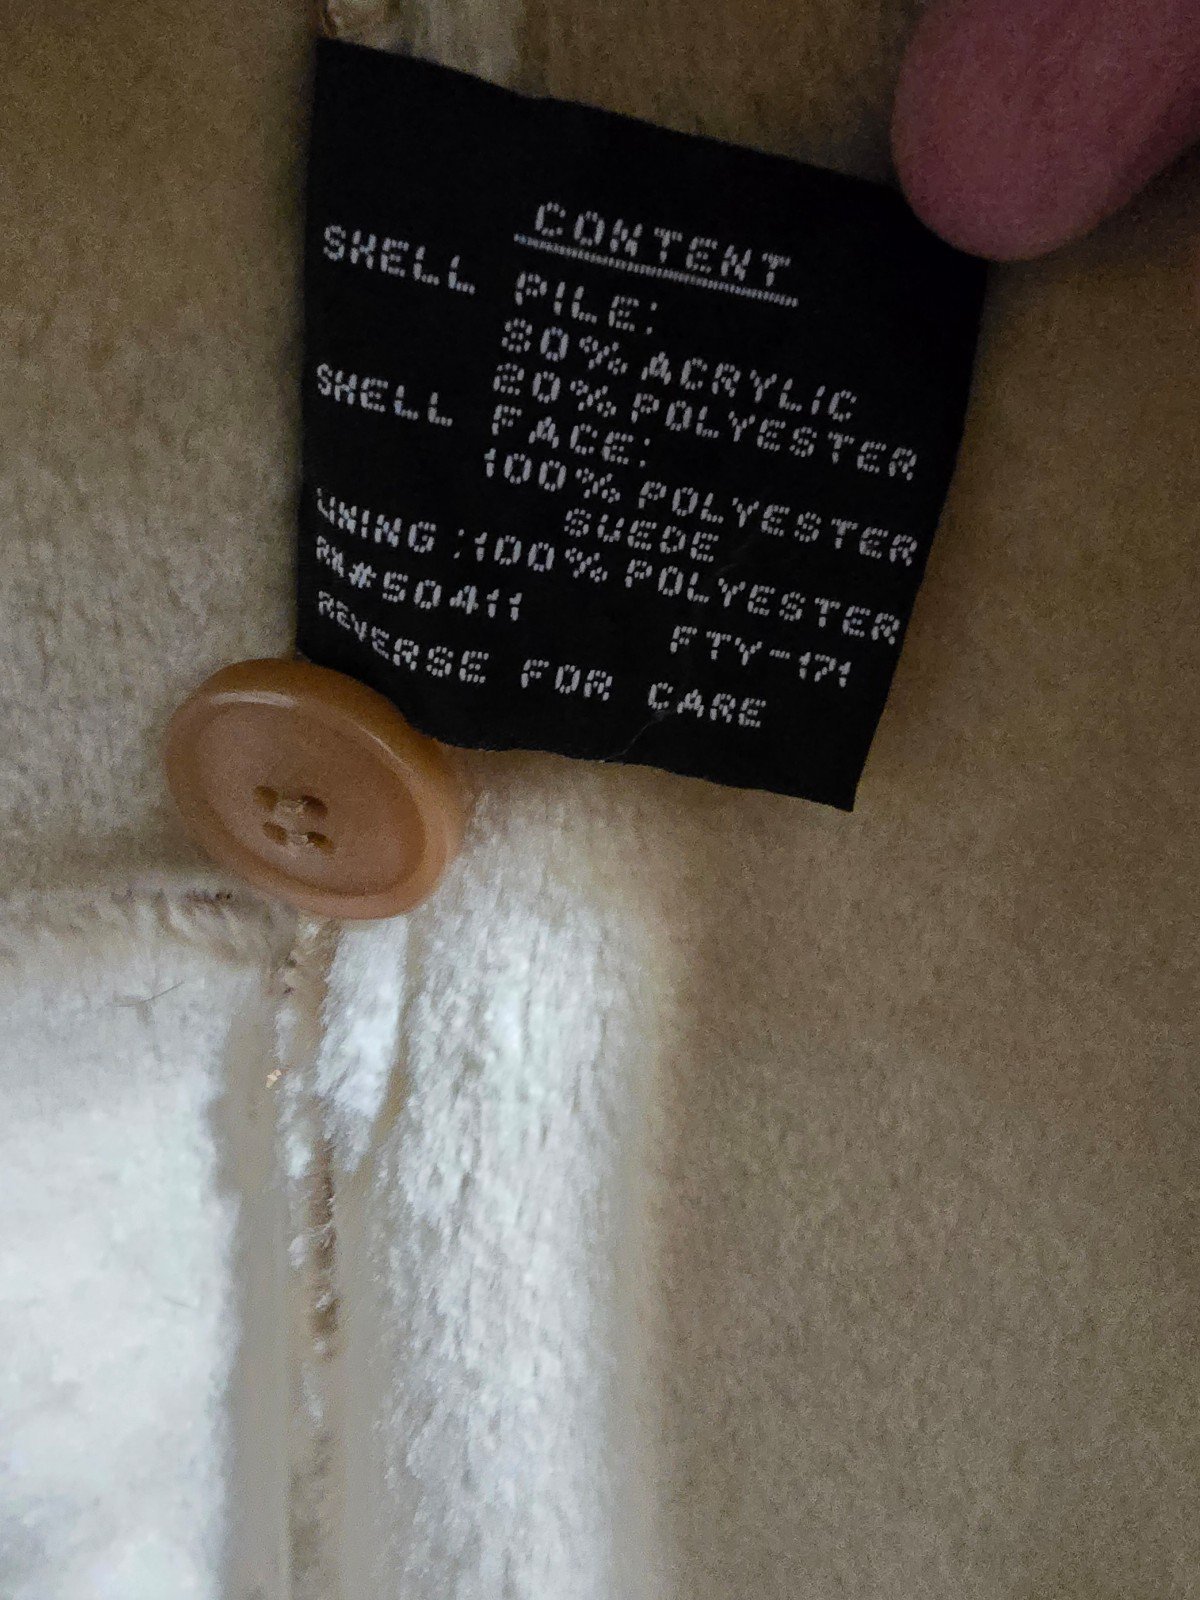 CONTENT
SHELL PILE:
80% ACRYLIC
20% POLYESTER
SHELL FACE:
100% POLYESTER
SUEDE
LINING:100% POLYESTER
RN#50411 FTY-171
REVERSE FOR CARE